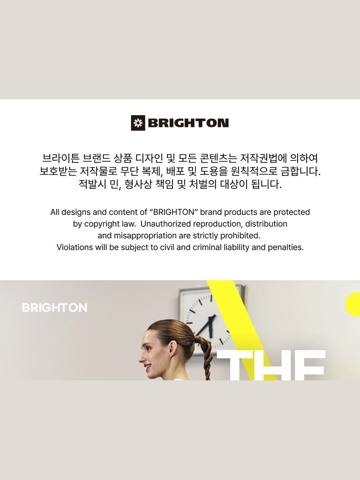 BRIGHTON
브라이튼 브랜드 상품 디자인 및 모든 콘텐츠는 저작권법에 의하여
보호받는 저작물로 무단 복제, 배포 및 도용을 원칙적으로 금합니다.
적발시 민, 형사상 책임 및 처벌의 대상이 됩니다.
All designs and content of “BRIGHTON” brand products are protected
by copyright law. Unauthorized reproduction, distribution
and misappropriation are strictly prohibited.
Violations will be subject to civil and criminal liability and penalties.
BRIGHTON
THE